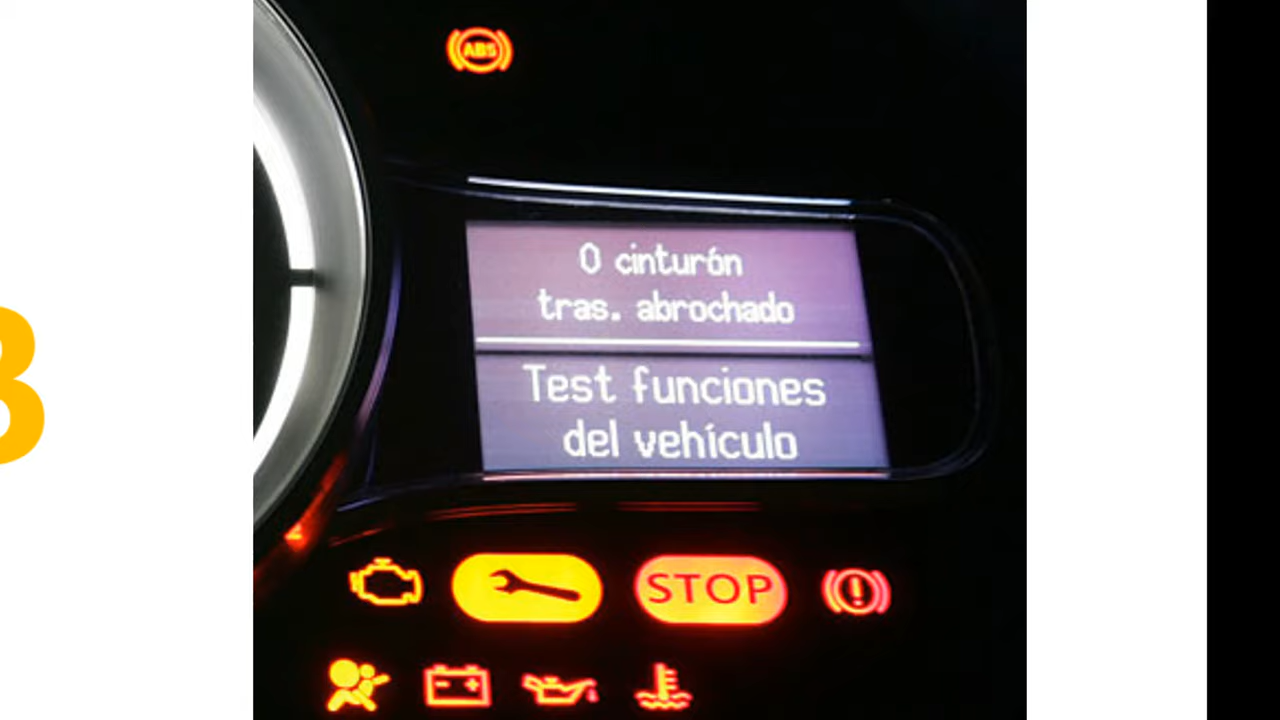 ABS
0 cinturón
tras. abrochado
Test funciones
del vehículo
STOP